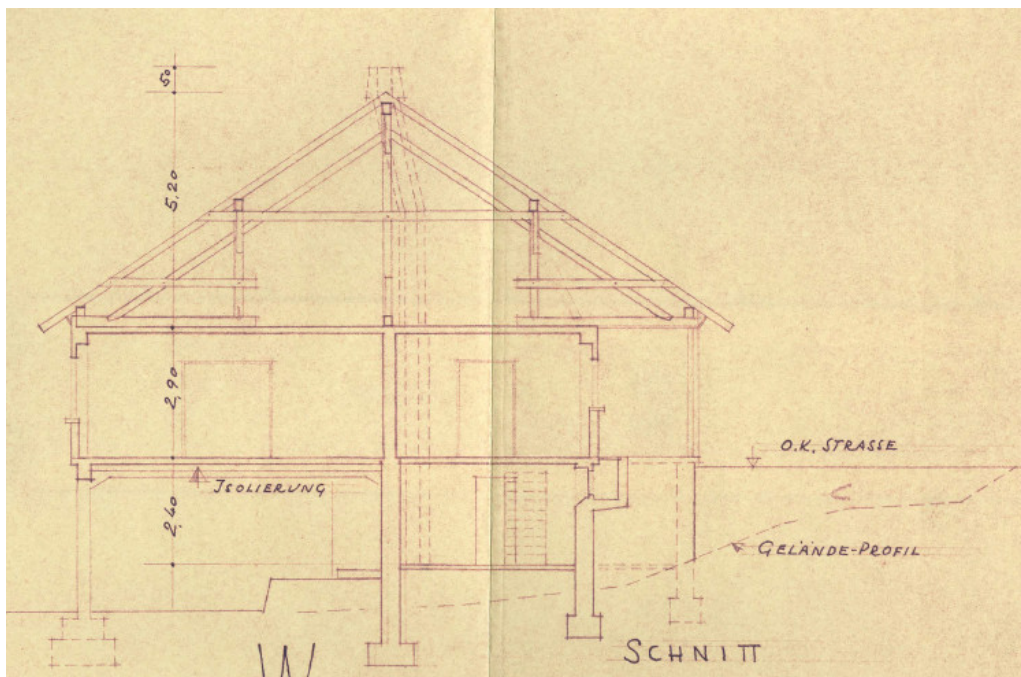 50
5,20
2,90
O.K. STRASSE
ISOLIERUNG
2,40
GELÄNDE-PROFIL
SCHNITT
W